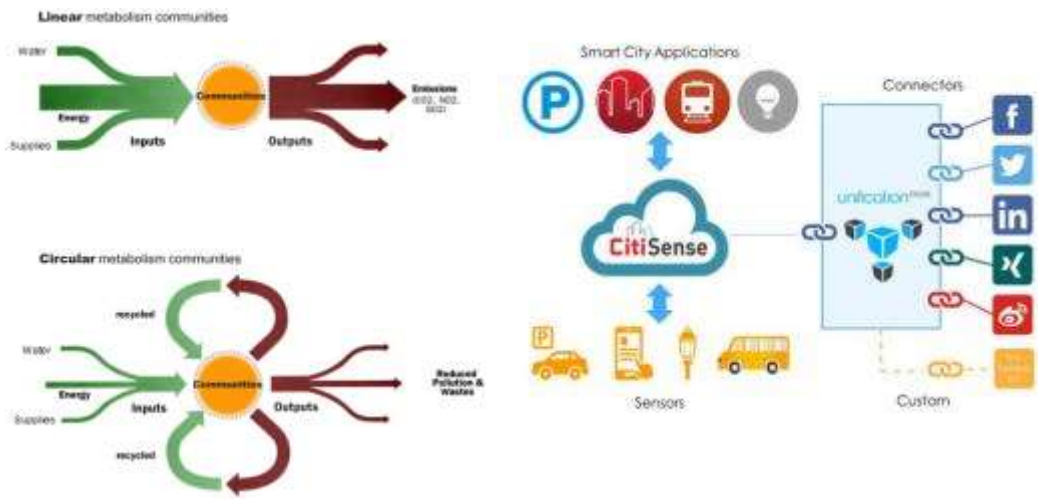 Linear metabolism communities
Water
Energy
Supplies
Inputs
Communities
Outputs
Emissions
Circular metabolism communities
recycled
Water
Energy
Supplies
Inputs
Communities
Outputs
Reduced
Pollution &
Wastes
recycled
Smart City Applications
P
CitiSense
P
Sensors
Connectors
f
unification
in
Custom